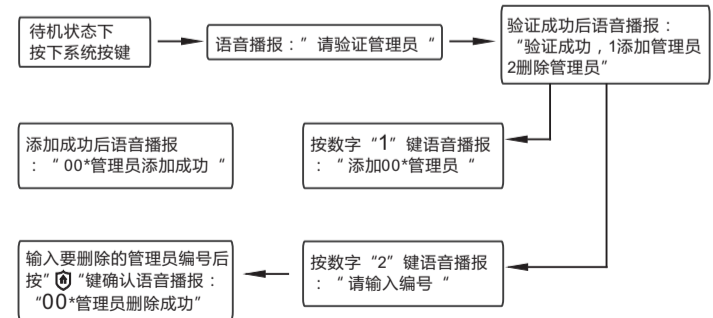 待机状态下
按下系统按键
语音播报：”请验证管理员“
验证成功后语音播报：
“验证成功，1添加管理员
2删除管理员”
添加成功后语音播报
：“00*管理员添加成功“
按数字“1”键语音播报
：“添加00*管理员“
输入要删除的管理员编号后
按”“键确认语音播报：
“00*管理员删除成功”
按数字“2”键语音播报
：“请输入编号“